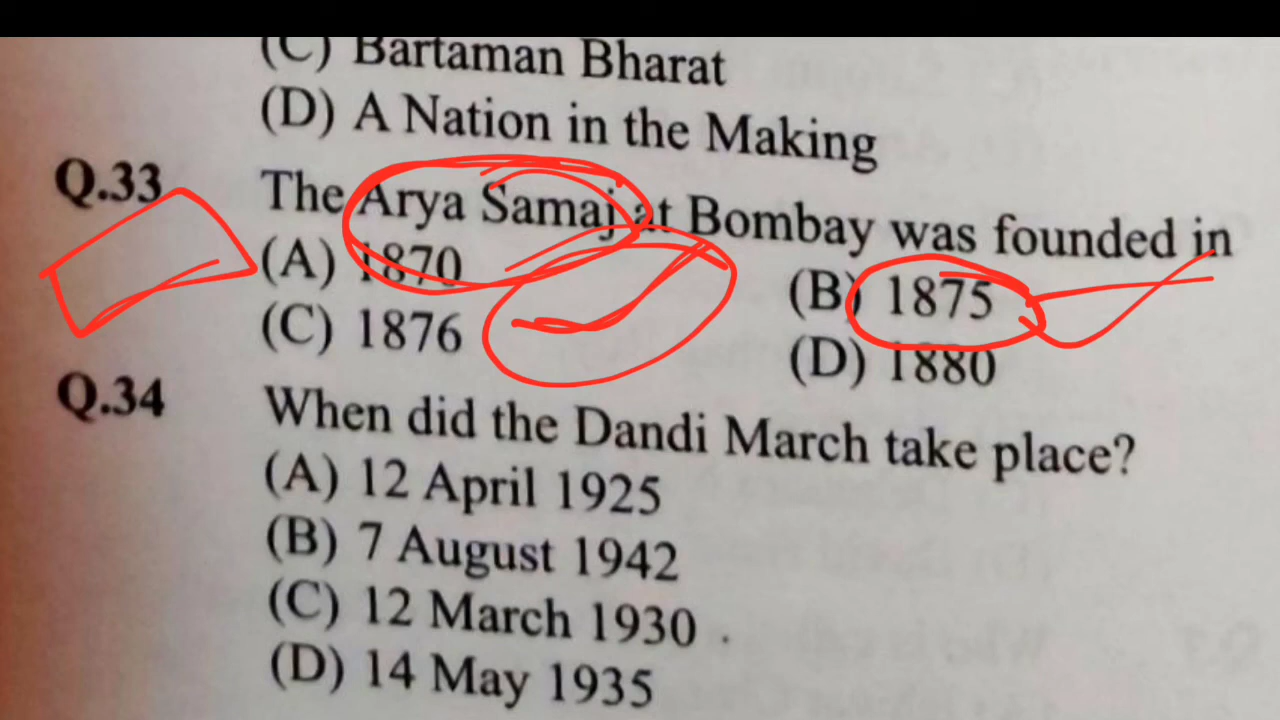 (C) Bartaman Bharat
(D) A Nation in the Making
Q.33 The Arya Samaj at Bombay was founded in
(A) 1870 (B) 1875
(C) 1876 (D) 1880
Q.34 When did the Dandi March take place?
(A) 12 April 1925
(B) 7 August 1942
(C) 12 March 1930
(D) 14 May 1935